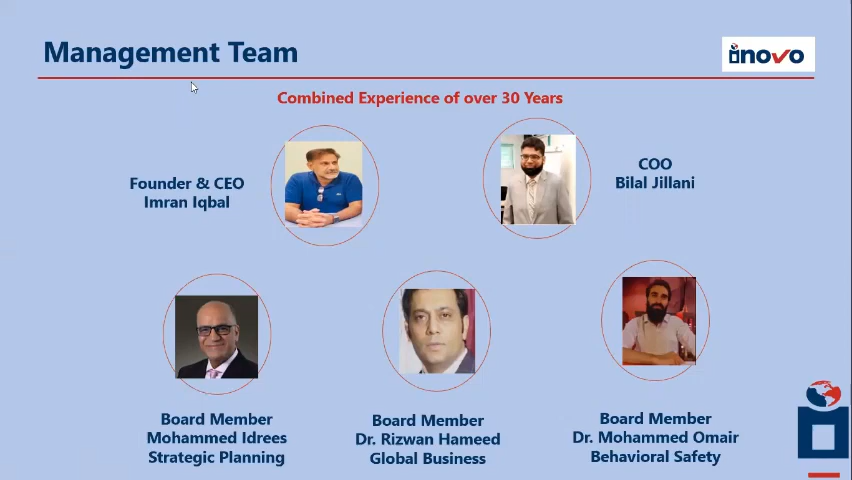 Management Team
inovo
Combined Experience of over 30 Years
Founder & CEO
Imran Iqbal
COO
Bilal Jillani
Board Member
Mohammed Idrees
Strategic Planning
Board Member
Dr. Rizwan Hameed
Global Business
Board Member
Dr. Mohammed Omair
Behavioral Safety